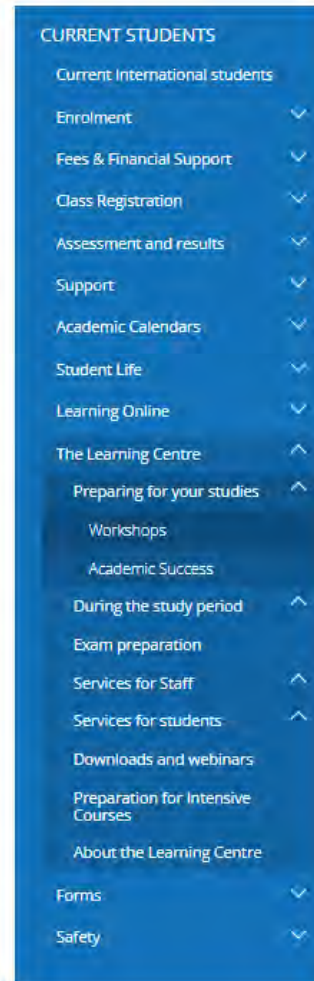 CURRENT STUDENTS
Current International students
Enrolment
Fees & Financial Support
Class Registration
Assessment and results
Support
Academic Calendars
Student Life
Learning Online
The Learning Centre
Preparing for your studies
Workshops
Academic Success
During the study period
Exam preparation
Services for Staff
Services for students
Downloads and webinars
Preparation for Intensive
Courses
About the Learning Centre
Forms
Safety